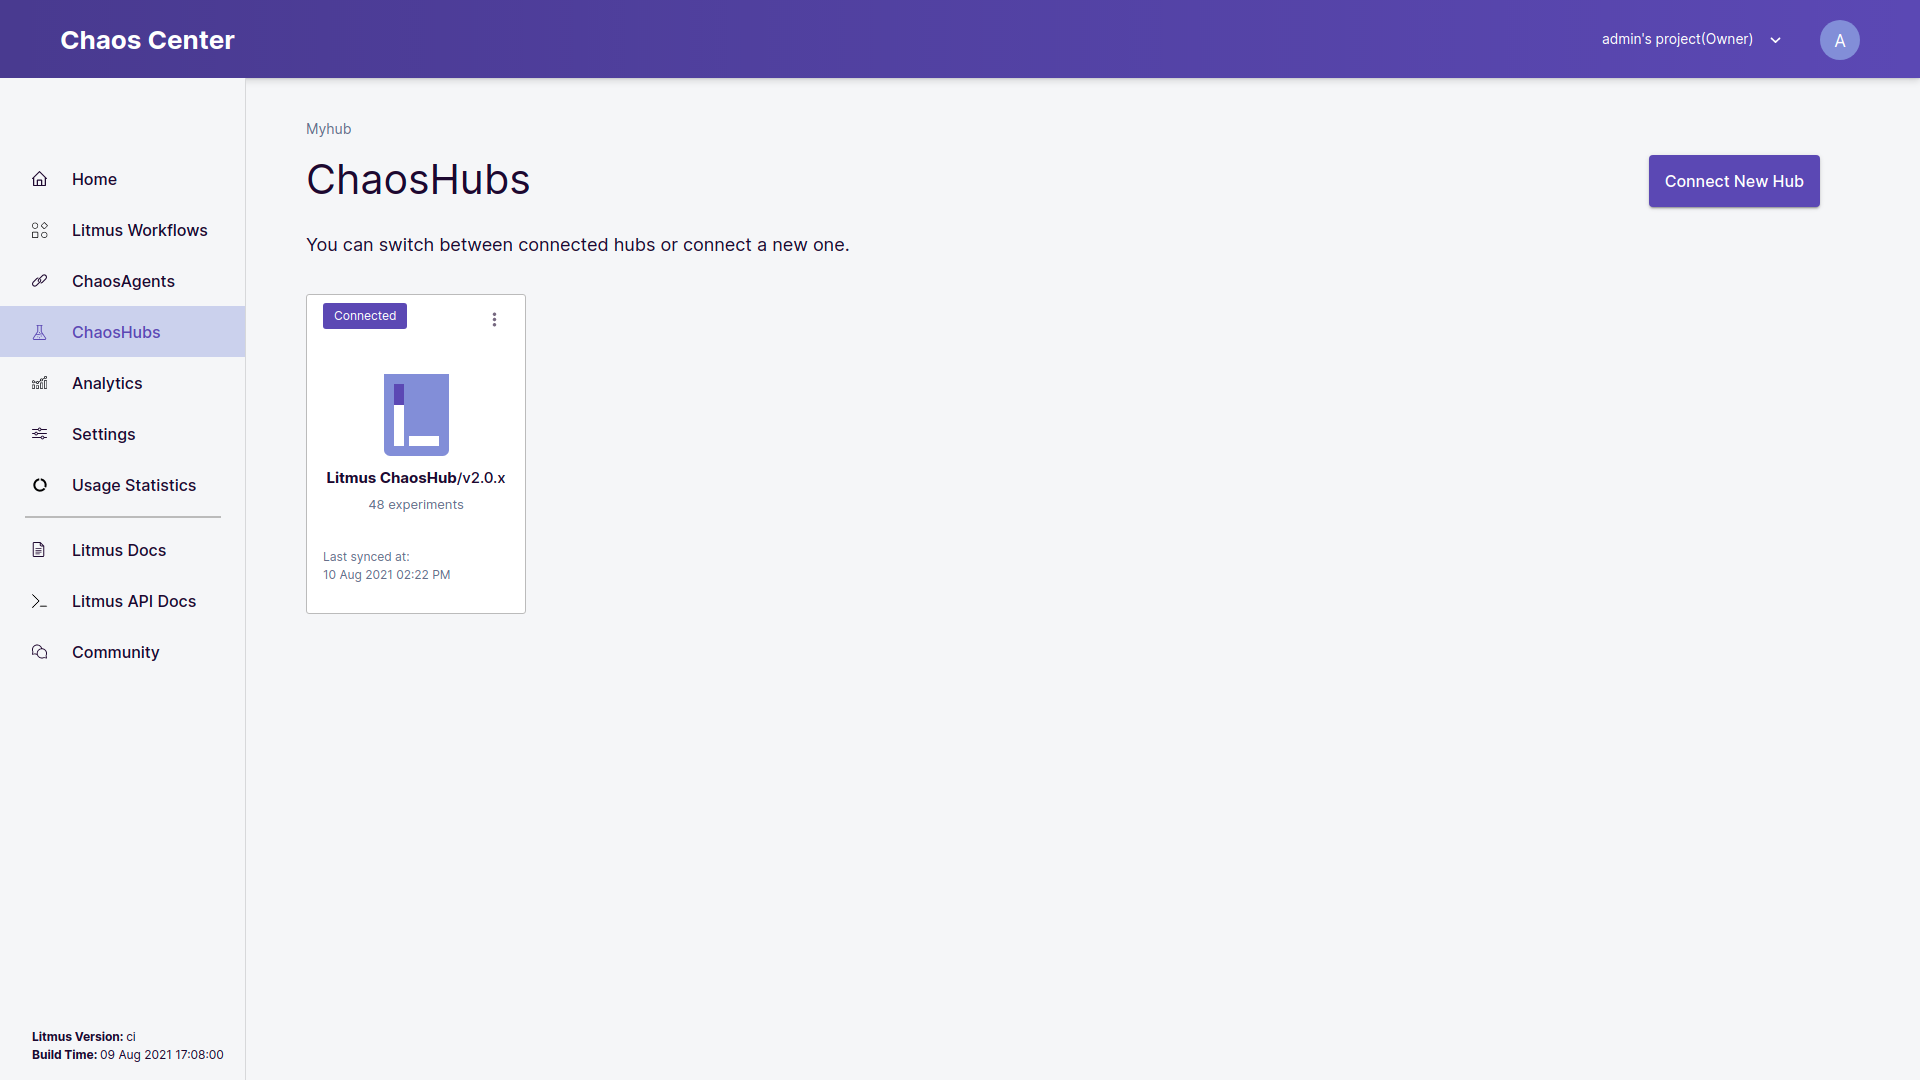 Chaos Center
admin's project(Owner)
A
Home
Litmus Workflows
ChaosAgents
ChaosHubs
Analytics
Settings
Usage Statistics
Litmus Docs
Litmus API Docs
Community
Litmus Version: ci
Build Time: 09 Aug 2021 17:08:00
Myhub
ChaosHubs
Connect New Hub
You can switch between connected hubs or connect a new one.
Connected
Litmus ChaosHub/v2.0.x
48 experiments
Last synced at:
10 Aug 2021 02:22 PM